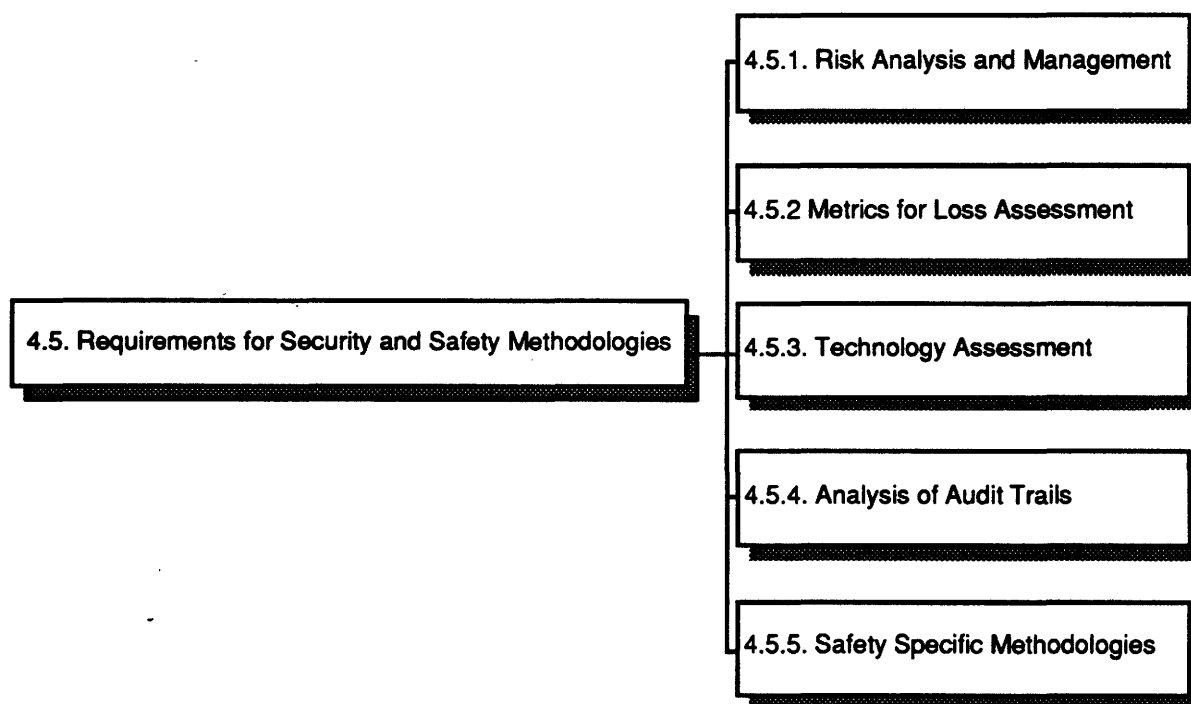 4.5.1. Risk Analysis and Management
4.5.2 Metrics for Loss Assessment
4.5. Requirements for Security and Safety Methodologies
4.5.3. Technology Assessment
4.5.4. Analysis of Audit Trails
4.5.5. Safety Specific Methodologies